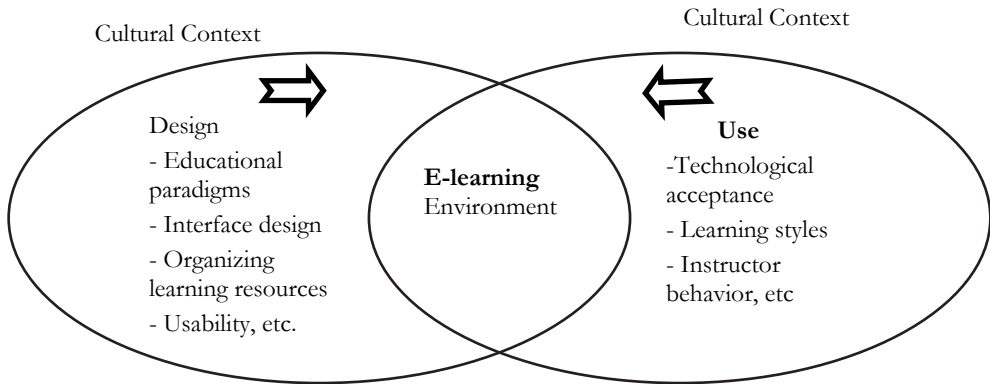 Cultural Context
Cultural Context
Design
- Educational
paradigms
- Interface design
- Organizing
learning resources
- Usability, etc.
E-learning
Environment
Use
-Technological
acceptance
- Learning styles
- Instructor
behavior, etc